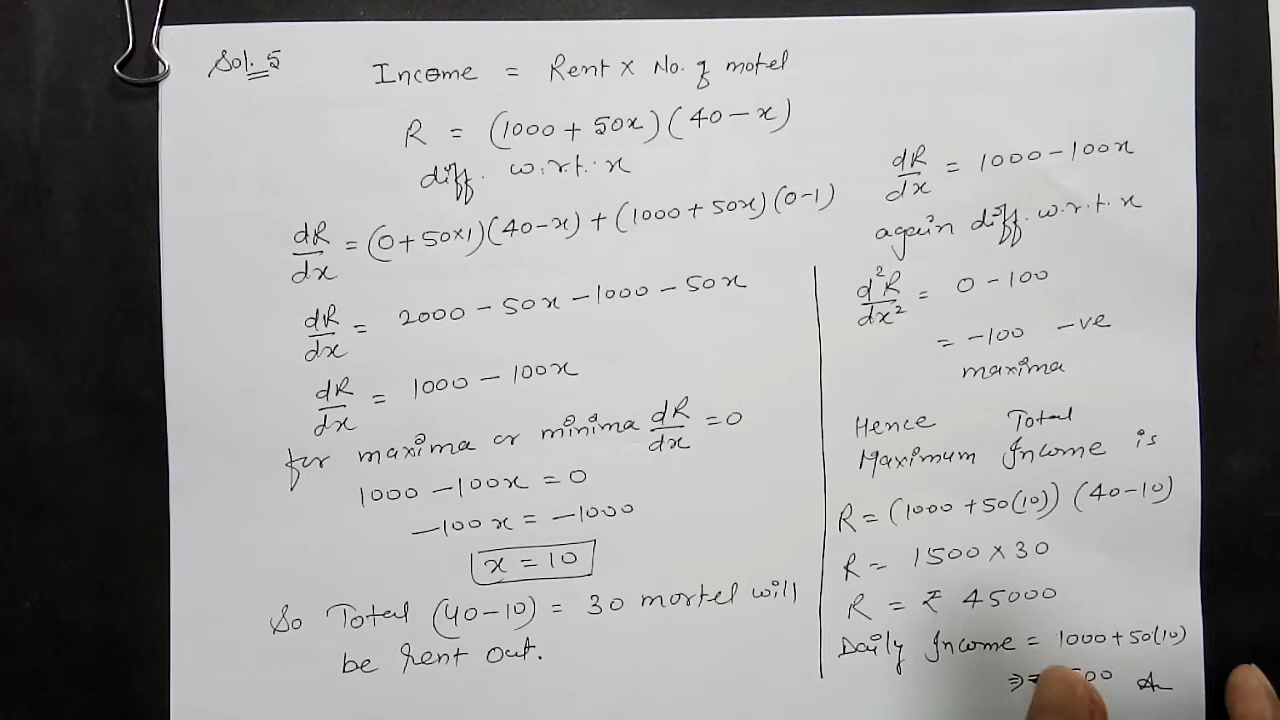 Sol. 5
Income = Rent x No. of motel
R = (1000 + 50x)(40 - x)
diff. w.r.t. x
dR/dx = (0 + 50×1)(40 - x) + (1000 + 50x)(0-1)
dR/dx = 2000 - 50x - 1000 - 50x
dR/dx = 1000 - 100x
for maxima or minima dR/dx = 0
1000 - 100x = 0
-100x = -1000
x = 10
So Total (40-10) = 30 mortel will
be Rent out.
dR/dx = 1000 - 100x
again diff. w.r.t. x
d²R/dx² = 0 - 100
= -100 -ve
maxima
Hence Total
Maximum Income is
R = (1000 + 50(10)) (40-10)
R = 1500 × 30
R = ₹ 45000
Daily Income = 1000 + 50(10)
⇒ 500